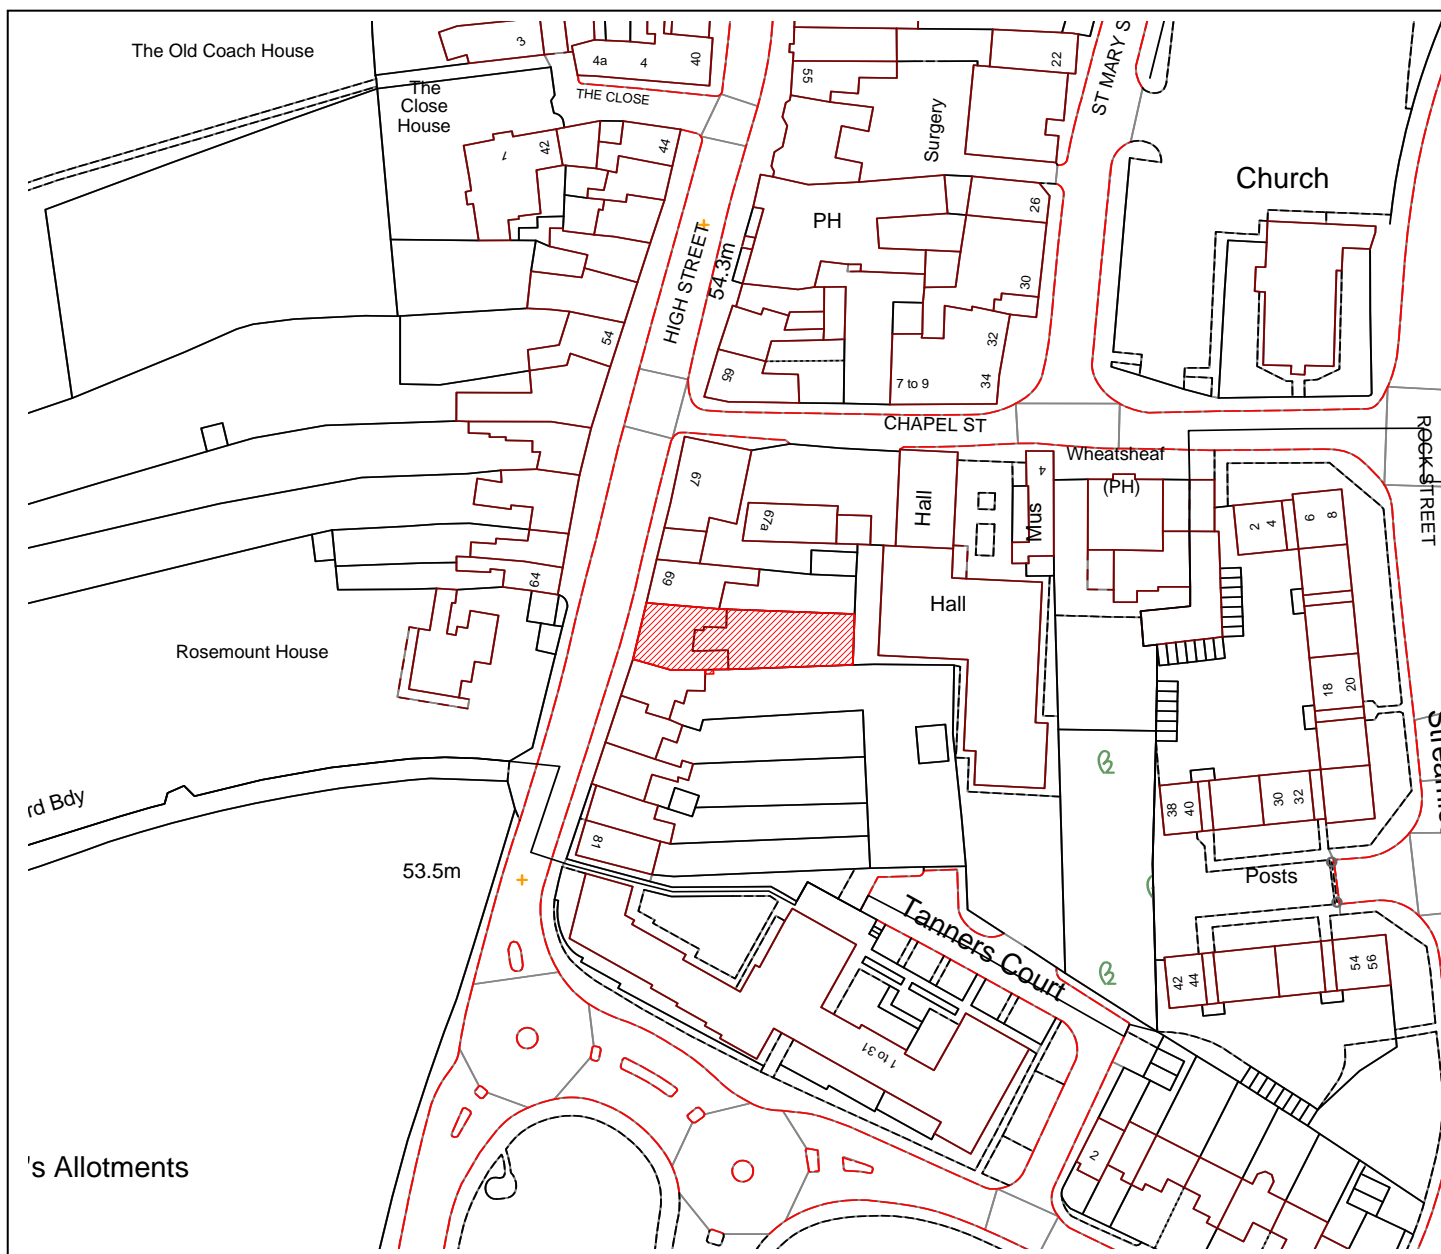 The Old Coach House
3
4a
4
40
55
22
ST MARY S
The
Close
House
THE CLOSE
1
42
44
Surgery
Church
PH
26
HIGH STREET
54.3m
30
54
32
65
7 to 9
34
CHAPEL ST
ROCK STREET
67
67a
Hall
Mus
4
Wheatsheaf
(PH)
2
4
6
8
64
69
Hall
Rosemount House
18
20
rd Bdy
38
40
30
32
81
53.5m
Posts
Tanners Court
42
44
54
56
1 to 31
2
's Allotments